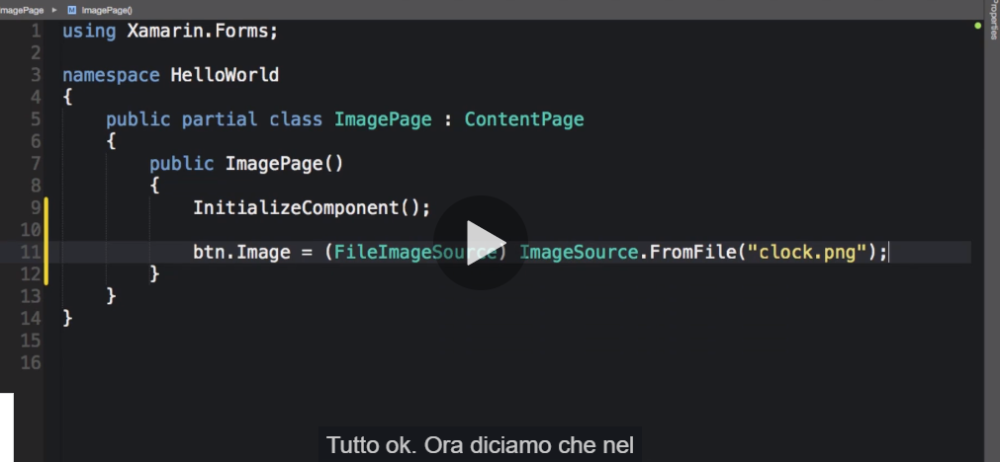 magePage ▸ M ImagePage()
Properties
1 using Xamarin.Forms;
2
3 namespace HelloWorld
4 {
5 public partial class ImagePage : ContentPage
6 {
7 public ImagePage()
8 {
9 InitializeComponent();
10
11 btn.Image = (FileImageSource) ImageSource.FromFile("clock.png");
12 }
13 }
14 }
15
16
Tutto ok. Ora diciamo che nel